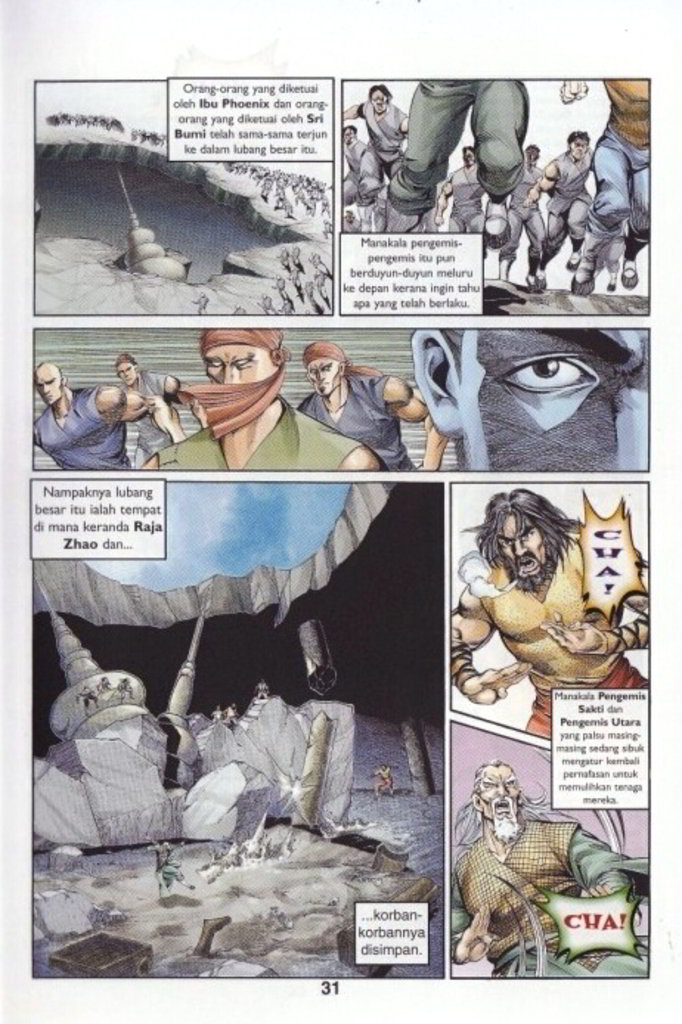 Orang-orang yang diketuai
oleh Ibu Phoenix dan orang-
orang yang diketuai oleh Sri
Bumi telah sama-sama terjun
ke dalam lubang besar itu.
Manakala pengemis-
pengemis itu pun
berduyun-duyun meluru
ke depan kerana ingin tahu
apa yang telah berlaku.
Nampaknya lubang
besar itu ialah tempat
di mana keranda Raja
Zhao dan...
...korban-
korbannya
disimpan.
CHA!
Manakala Pengemis
Sakti dan
Pengemis Utara
yang palsu masing-
masing sedang sibuk
mengatur kembali
pernafasan untuk
memulihkan tenaga
mereka.
CHA!
31